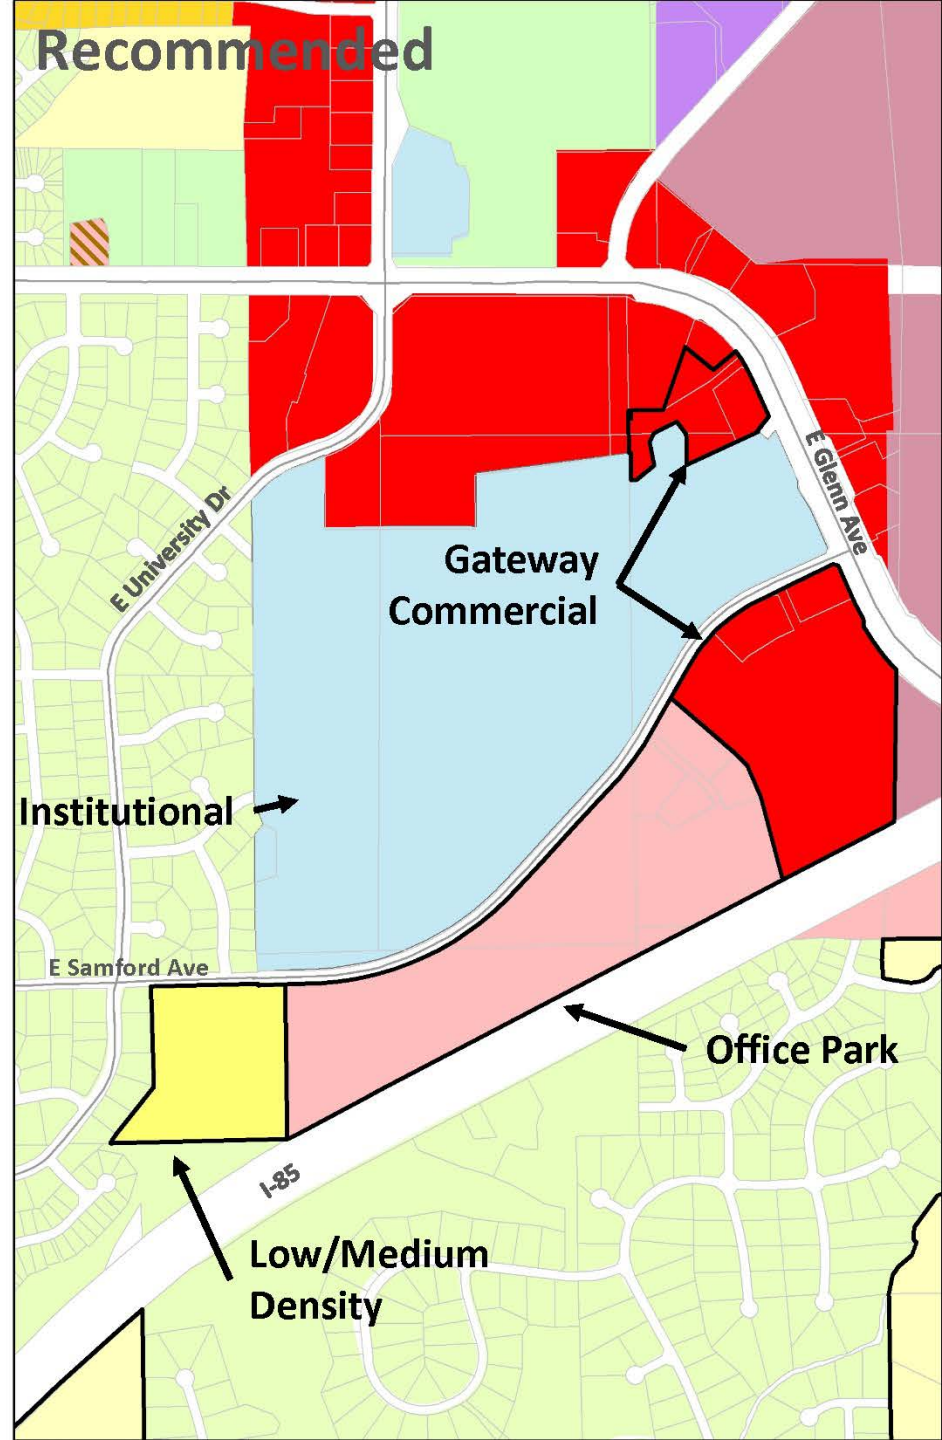 Recommended
E Glenn Ave
E University Dr
Gateway
Commercial
Institutional
E Samford Ave
Office Park
I-85
Low/Medium
Density